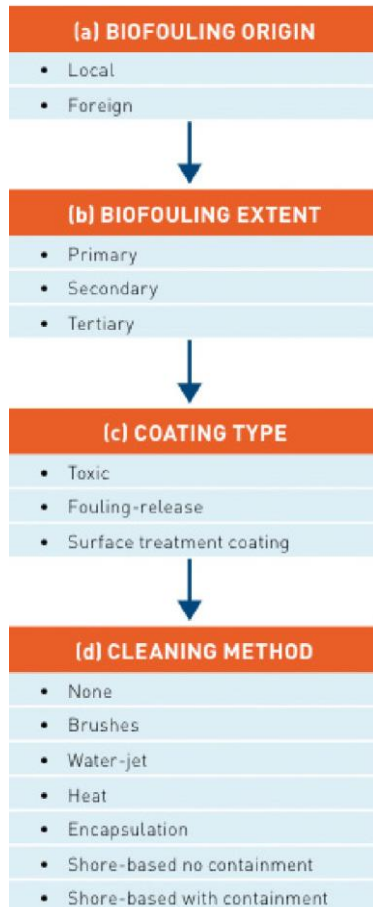 (a) BIOFOULING ORIGIN
• Local
• Foreign
(b) BIOFOULING EXTENT
• Primary
• Secondary
• Tertiary
(c) COATING TYPE
• Toxic
• Fouling-release
• Surface treatment coating
(d) CLEANING METHOD
• None
• Brushes
• Water-jet
• Heat
• Encapsulation
• Shore-based no containment
• Shore-based with containment